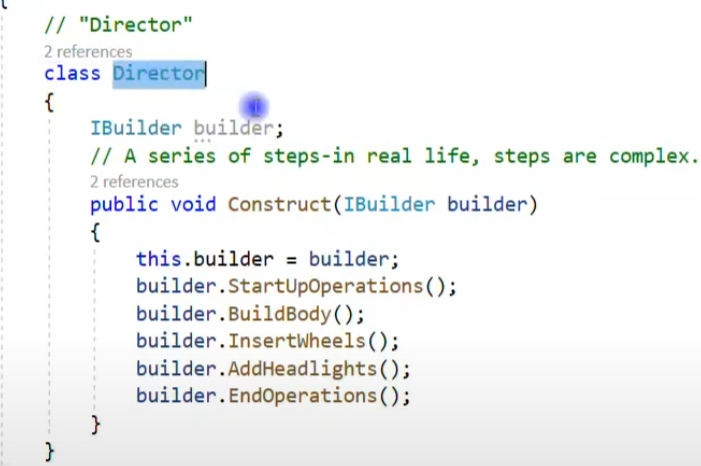 {
// "Director"
2 references
class Director
{
IBuilder builder;
// A series of steps-in real life, steps are complex.
2 references
public void Construct(IBuilder builder)
{
this.builder = builder;
builder.StartUpOperations();
builder.BuildBody();
builder.InsertWheels();
builder.AddHeadlights();
builder.EndOperations();
}
}